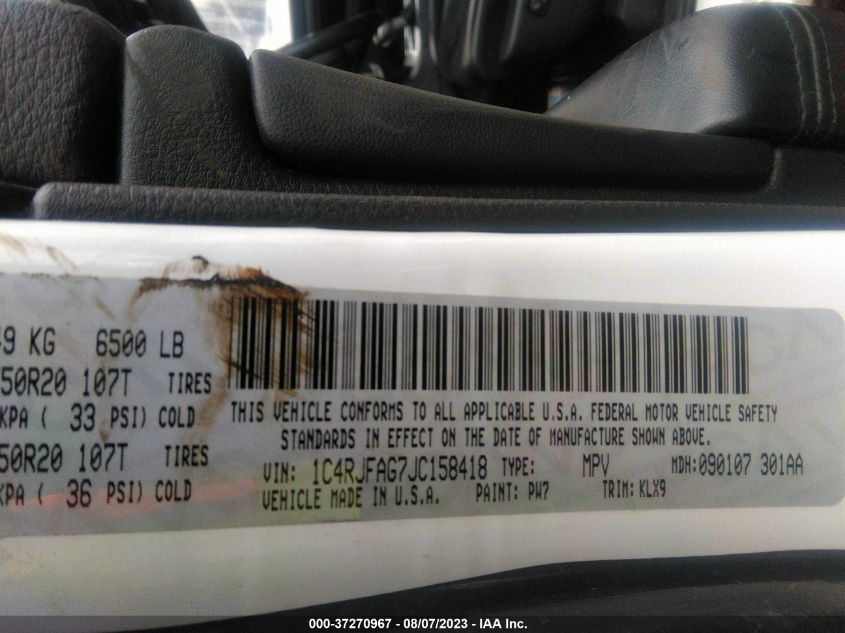 49 KG 6500 LB
50R20 107T TIRES
KPA ( 33 PSI) COLD
50R20 107T TIRES
KPA ( 36 PSI) COLD
THIS VEHICLE CONFORMS TO ALL APPLICABLE U.S.A. FEDERAL MOTOR VEHICLE SAFETY
STANDARDS IN EFFECT ON THE DATE OF MANUFACTURE SHOWN ABOVE.
VIN: 1C4RJFAG7JC158418 TYPE: MPV MDH:090107 301AA
VEHICLE MADE IN U.S.A. PAINT: PW7 TRIM: KLX9
000-37270967 - 08/07/2023 - IAA Inc.